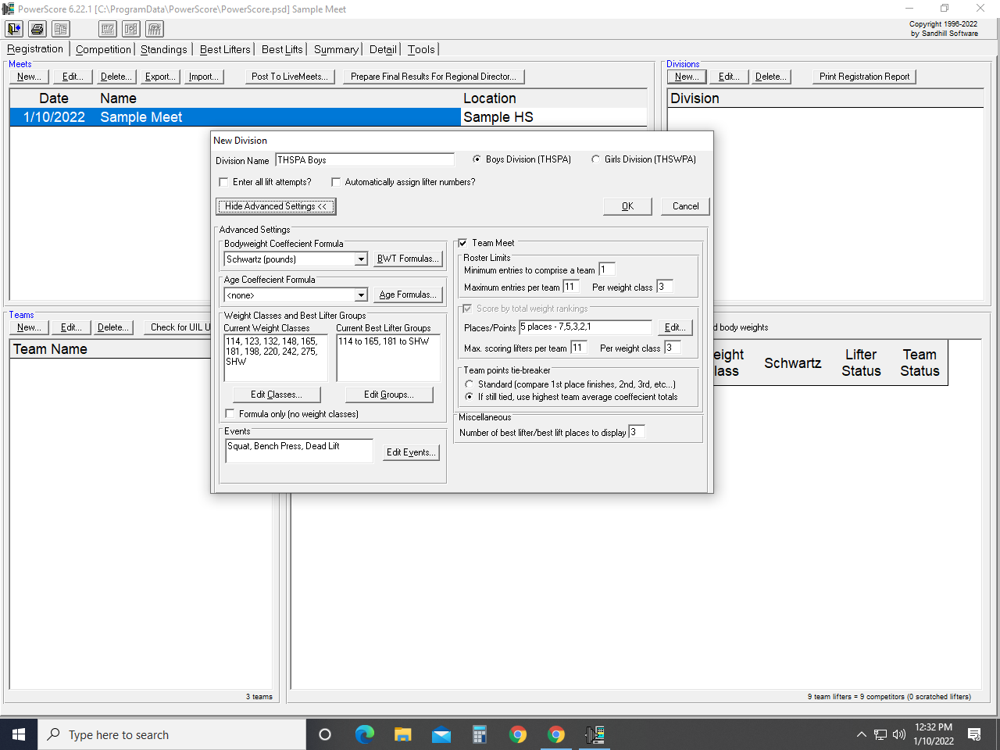 PowerScore 6.22.1 [C:\ProgramData\PowerScore\PowerScore.psd] Sample Meet
Copyright 1996-2022
by Sandhill Software
Registration Competition Standings Best Lifters Best Lifts Summary Detail Tools
Meets
New... Edit... Delete... Export... Import... Post To LiveMeets... Prepare Final Results For Regional Director...
Date Name Location
1/10/2022 Sample Meet Sample HS
Divisions
New... Edit... Delete... Print Registration Report
Division
New Division
Division Name THSPA Boys Boys Division (THSPA) Girls Division (THSWPA)
Enter all lift attempts? Automatically assign lifter numbers?
Hide Advanced Settings << OK Cancel
Advanced Settings
Bodyweight Coeffecient Formula
Schwartz (pounds) BWT Formulas...
Age Coeffecient Formula
<none> Age Formulas...
Weight Classes and Best Lifter Groups
Current Weight Classes Current Best Lifter Groups
114, 123, 132, 148, 165, 114 to 165, 181 to SHW
181, 198, 220, 242, 275,
SHW
Edit Classes... Edit Groups...
Formula only (no weight classes)
Events
Squat, Bench Press, Dead Lift Edit Events...
Team Meet
Roster Limits
Minimum entries to comprise a team 1
Maximum entries per team 11 Per weight class 3
Score by total weight rankings
Places/Points 5 places - 7,5,3,2,1 Edit...
Max. scoring lifters per team 11 Per weight class 3
Team points tie-breaker
Standard (compare 1st place finishes, 2nd, 3rd, etc...)
If still tied, use highest team average coeffecient totals
Miscellaneous
Number of best lifter/best lift places to display 3
Teams
New... Edit... Delete... Check for UIL U
Team Name
3 teams
d body weights
eight Lifter Team
lass Schwartz Status Status
9 team lifters = 9 competitors (0 scratched lifters)
Type here to search
12:32 PM
1/10/2022